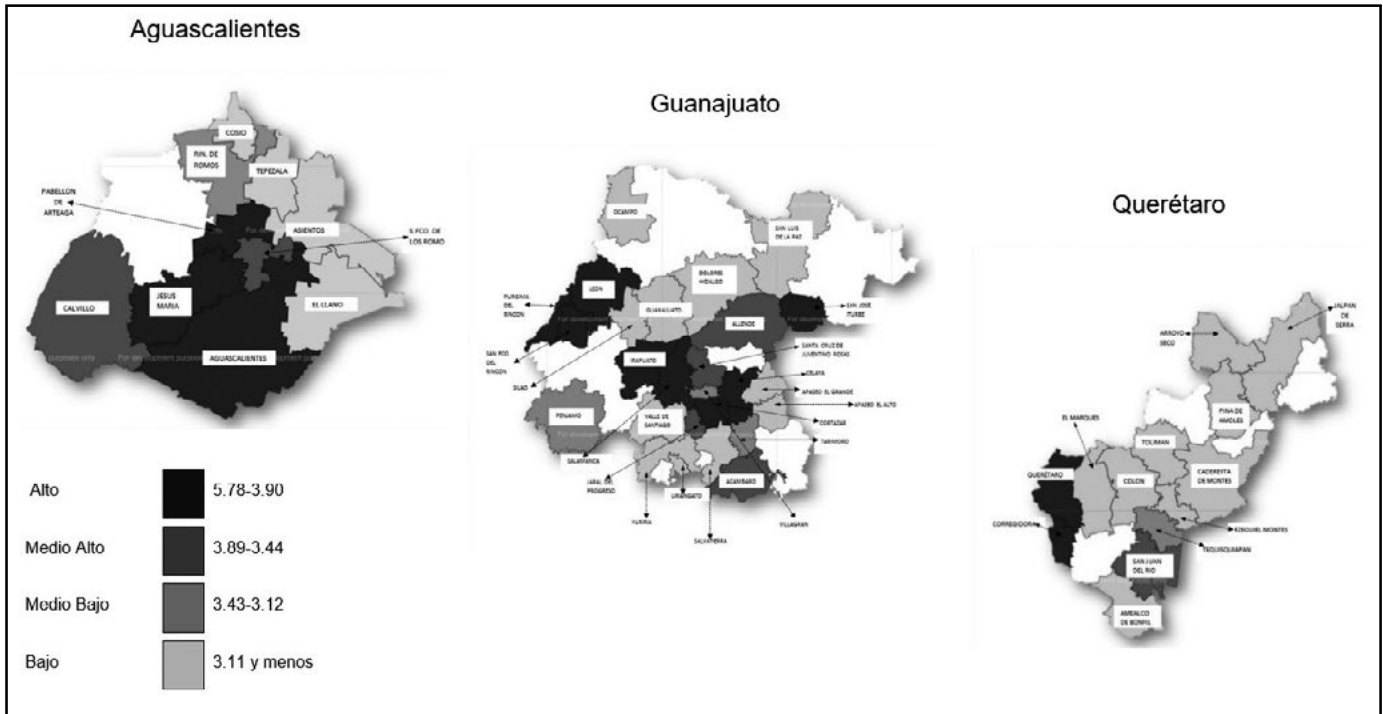 Aguascalientes
COSIO
RIN. DE
ROMOS
TEPEZALA
PABELLON
DE
ARTEAGA
ASIENTOS
S FCO. DE
LOS ROMO
CALVILLO
JESUS
MARIA
EL LLANO
AGUASCALIENTES
Guanajuato
OCAMPO
SAN LUIS
DE LA PAZ
DOLORES
HIDALGO
LEON
PURISIMA
DEL
RINCON
GUANAJUATO
ALLENDE
SAN JOSE
ITURBE
SAN FCO
DEL
RINCON
IRAPUATO
SANTA CRUZ DE
JUVENTINO ROSAS
SILAO
CELAYA
APASEO EL GRANDE
APASEO EL ALTO
PENJAMO
VALLE DE
SANTIAGO
CORTAZAR
TARIMORO
SALAMANCA
JARAL DEL
PROGRESO
URIANGATO
ACAMBARO
YURIRIA
SALVATIERRA
VILLAGRAN
Querétaro
JALPAN
DE
SERRA
ARROYO
SECO
PINA DE
AMOLES
EL MARQUES
TOLIMAN
QUERETARO
COLON
CADEREITA
DE MONTES
CORREGIDORA
EZEQUIEL MONTES
TEQUISQUIAPAN
SAN JUAN
DEL RIO
AMEALCO
DE BONFIL
Alto 5.78-3.90
Medio Alto 3.89-3.44
Medio Bajo 3.43-3.12
Bajo 3.11 y menos